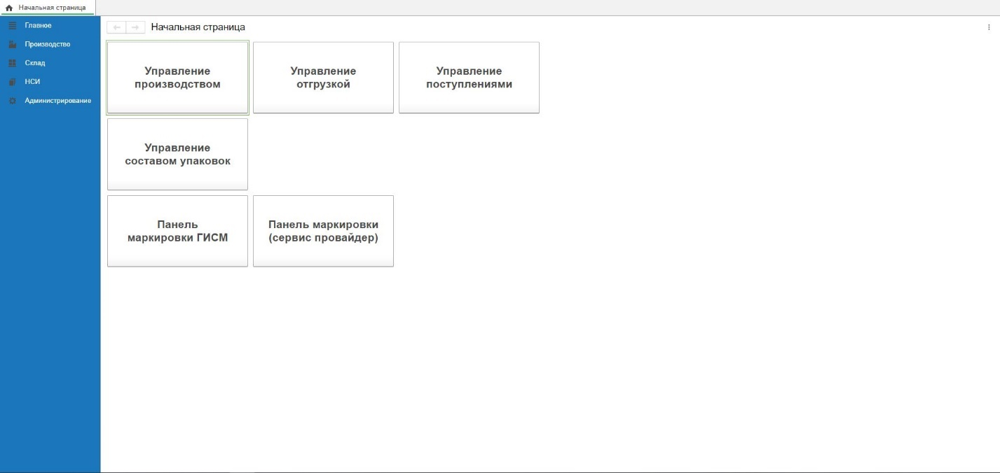 Начальная страница
Главное
Производство
Склад
НСИ
Администрирование
Начальная страница
Управление
производством
Управление
отгрузкой
Управление
поступлениями
Управление
составом упаковок
Панель
маркировки ГИСМ
Панель маркировки
(сервис провайдер)